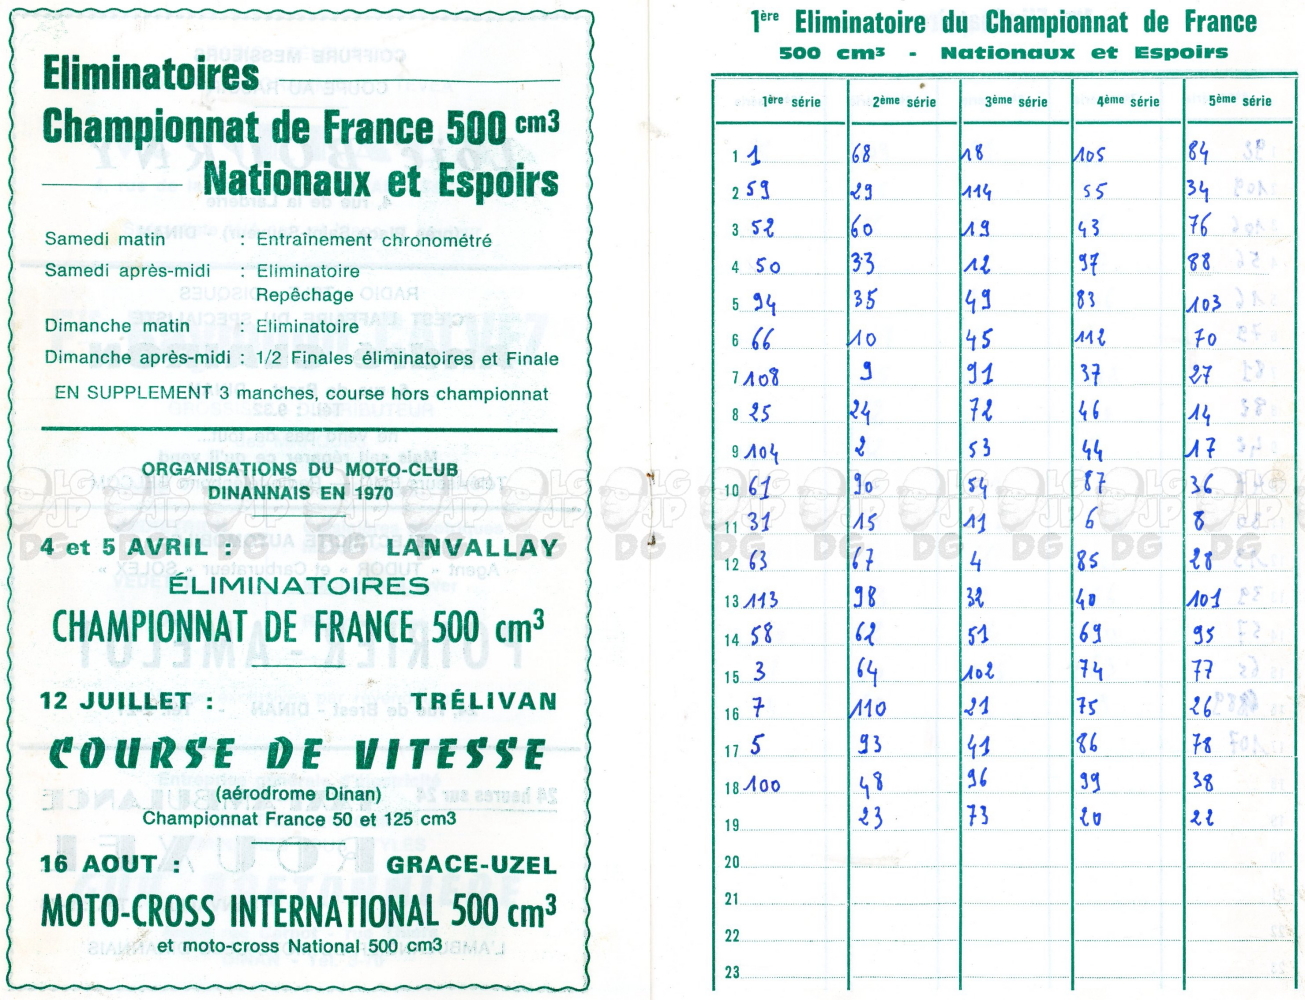 Eliminatoires
Championnat de France 500 cm3
Nationaux et Espoirs
Samedi matin : Entraînement chronométré
Samedi après-midi : Eliminatoire
Repêchage
Dimanche matin : Eliminatoire
Dimanche après-midi : 1/2 Finales éliminatoires et Finale
EN SUPPLEMENT 3 manches, course hors championnat
ORGANISATIONS DU MOTO-CLUB
DINANNAIS EN 1970
4 et 5 AVRIL : LANVALLAY
ÉLIMINATOIRES
CHAMPIONNAT DE FRANCE 500 cm3
12 JUILLET : TRÉLIVAN
COURSE DE VITESSE
(aérodrome Dinan)
Championnat France 50 et 125 cm3
16 AOUT : GRACE-UZEL
MOTO-CROSS INTERNATIONAL 500 cm3
et moto-cross National 500 cm3
1ère Eliminatoire du Championnat de France
500 cm3 - Nationaux et Espoirs
1ère série 2ème série 3ème série 4ème série 5ème série
1 1 68 18 105 84
2 59 29 114 55 34
3 52 60 19 43 76
4 50 33 12 97 88
5 94 35 49 83 103
6 66 10 45 112 70
7 108 9 91 37 27
8 25 24 72 46 14
9 104 2 53 44 17
10 61 90 54 87 36
11 31 15 11 6 8
12 63 67 4 85 28
13 113 98 32 40 101
14 58 62 51 69 95
15 3 64 102 74 77
16 7 110 21 75 26
17 5 93 41 86 78
18 100 48 96 99 38
19 23 73 20 22
20
21
22
23
LG JP DG